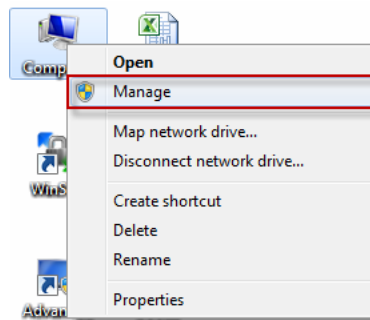 Comp
Open
Manage
Map network drive...
Disconnect network drive...
WinS
Create shortcut
Delete
Rename
Properties
Advan